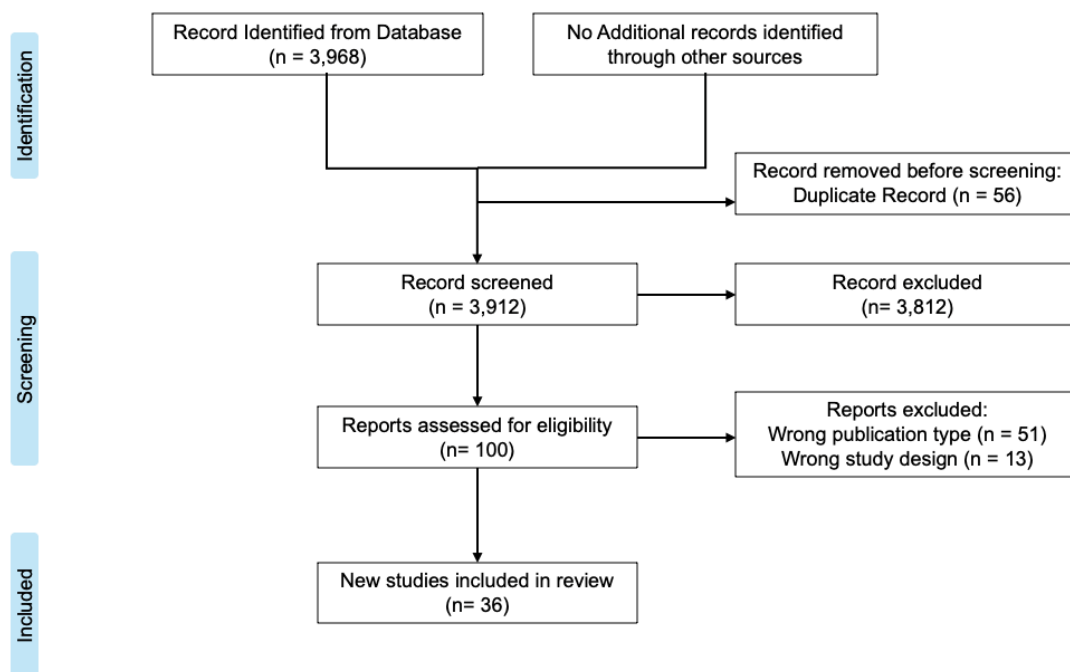 Identification
Record Identified from Database
(n = 3,968)
No Additional records identified
through other sources
Record removed before screening:
Duplicate Record (n = 56)
Screening
Record screened
(n = 3,912)
Record excluded
(n= 3,812)
Reports assessed for eligibility
(n= 100)
Reports excluded:
Wrong publication type (n = 51)
Wrong study design (n = 13)
Included
New studies included in review
(n= 36)